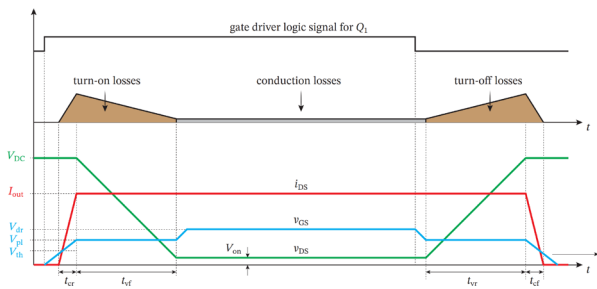 gate driver logic signal for Q1
turn-on losses
conduction losses
turn-off losses
t
VDC
Iout
iDS
Vdr
vGS
Vpl
Vth
Von
vDS
t
tcr
tvf
tvr
tcf